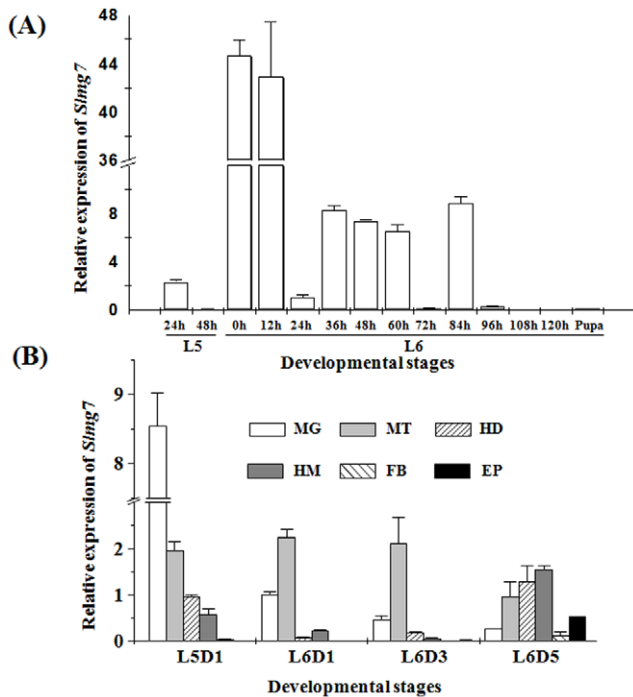 (A)
Relative expression of Slmg7
48
44
40
36
8
4
0
24h 48h 0h 12h 24h 36h 48h 60h 72h 84h 96h 108h 120h Pupa
L5 L6
Developmental stages
(B)
Relative expression of Slmg7
9
8
2
1
0
MG MT HD
HM FB EP
L5D1 L6D1 L6D3 L6D5
Developmental stages